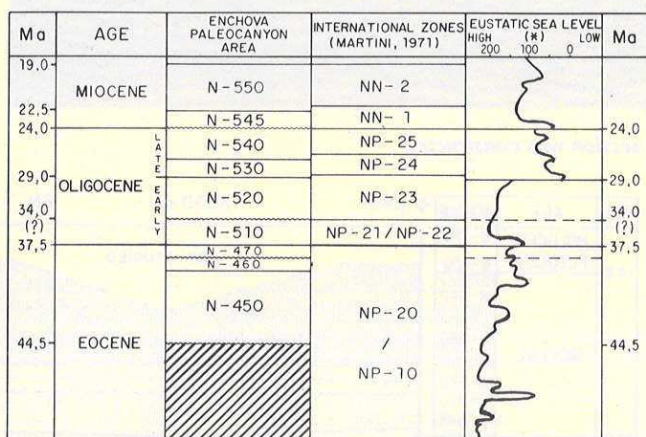 Ma
AGE
ENCHOVA
PALEOCANYON
AREA
INTERNATIONAL ZONES
(MARTINI, 1971)
EUSTATIC SEA LEVEL
HIGH (*) LOW
200 100 0
Ma
19.0
MIOCENE
N-550
NN-2
22.5
N-545
NN-1
24.0
24,0
LATE
N-540
NP-25
N-530
NP-24
29,0
29,0
OLIGOCENE
EARLY
N-520
NP-23
34,0
34,0
(?)
(?)
N-510
NP-21/NP-22
37,5
37,5
N-470
N-460
N-450
NP-20
44,5
EOCENE
/
44,5
NP-10